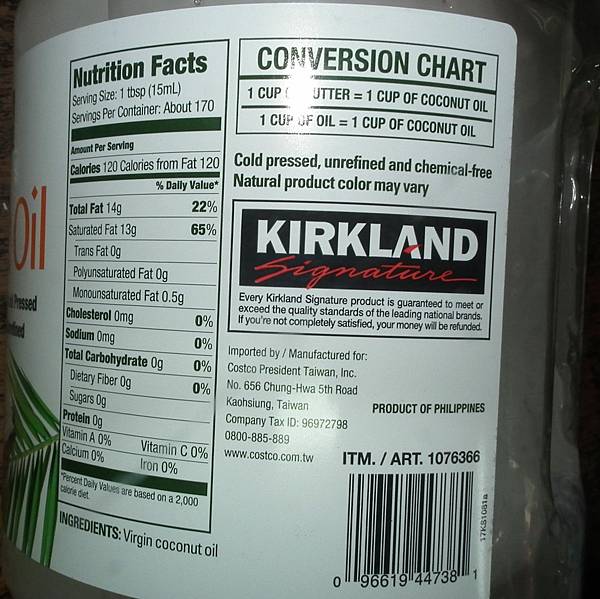 Oil
Pressed
Nutrition Facts
Serving Size: 1 tbsp (15mL)
Servings Per Container: About 170
Amount Per Serving
Calories 120 Calories from Fat 120
% Daily Value*
Total Fat 14g 22%
Saturated Fat 13g 65%
Trans Fat 0g
Polyunsaturated Fat 0g
Monounsaturated Fat 0.5g
Cholesterol 0mg 0%
Sodium 0mg 0%
Total Carbohydrate 0g 0%
Dietary Fiber 0g 0%
Sugars 0g
Protein 0g
Vitamin A 0% Vitamin C 0%
Calcium 0% Iron 0%
*Percent Daily Values are based on a 2,000
calorie diet.
INGREDIENTS: Virgin coconut oil
CONVERSION CHART
1 CUP BUTTER = 1 CUP OF COCONUT OIL
1 CUP OF OIL = 1 CUP OF COCONUT OIL
Cold pressed, unrefined and chemical-free
Natural product color may vary
KIRKLAND
Signature
Every Kirkland Signature product is guaranteed to meet or
exceed the quality standards of the leading national brands.
If you're not completely satisfied, your money will be refunded.
Imported by / Manufactured for:
Costco President Taiwan, Inc.
No. 656 Chung-Hwa 5th Road
Kaohsiung, Taiwan
Company Tax ID: 96972798
0800-885-889
www.costco.com.tw
PRODUCT OF PHILIPPINES
ITM. / ART. 1076366
17KS1081a
0 96619 44738 1